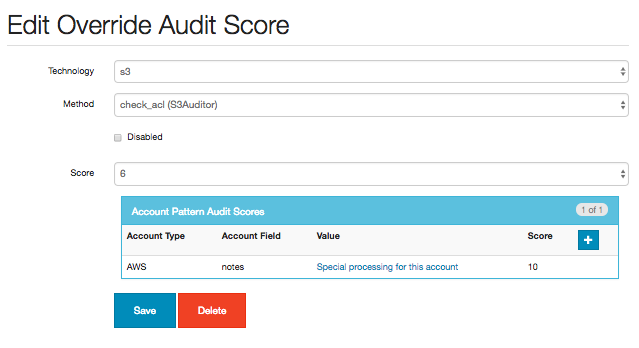 Edit Override Audit Score
Technology s3
Method check_acl (S3Auditor)
Disabled
Score 6
Account Pattern Audit Scores 1 of 1
Account Type Account Field Value Score +
AWS notes Special processing for this account 10
Save Delete